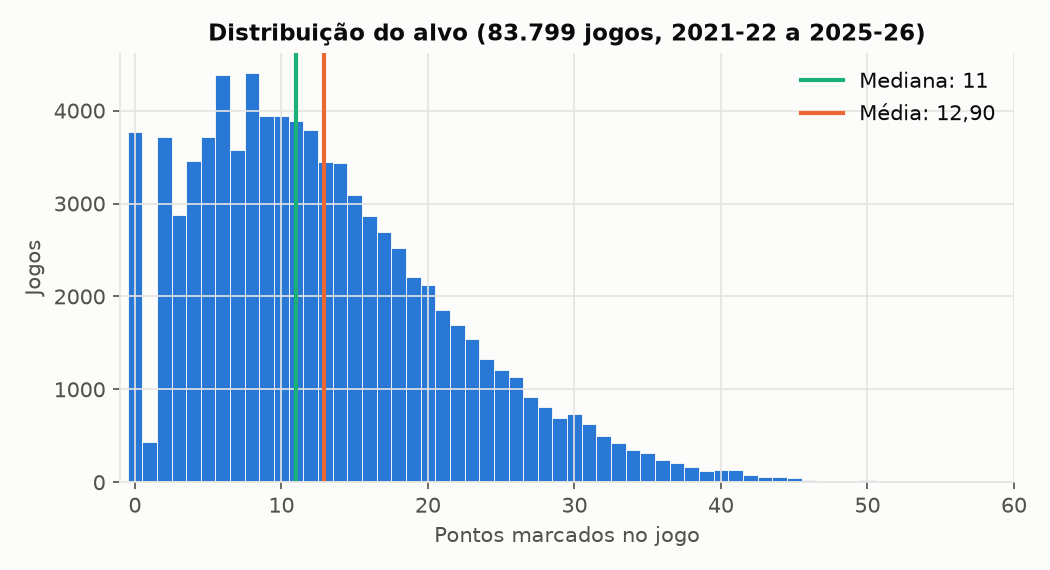 Distribuição do alvo (83.799 jogos, 2021-22 a 2025-26)
Mediana: 11
Média: 12,90
4000
3000
2000
1000
0
Jogos
0 10 20 30 40 50 60
Pontos marcados no jogo